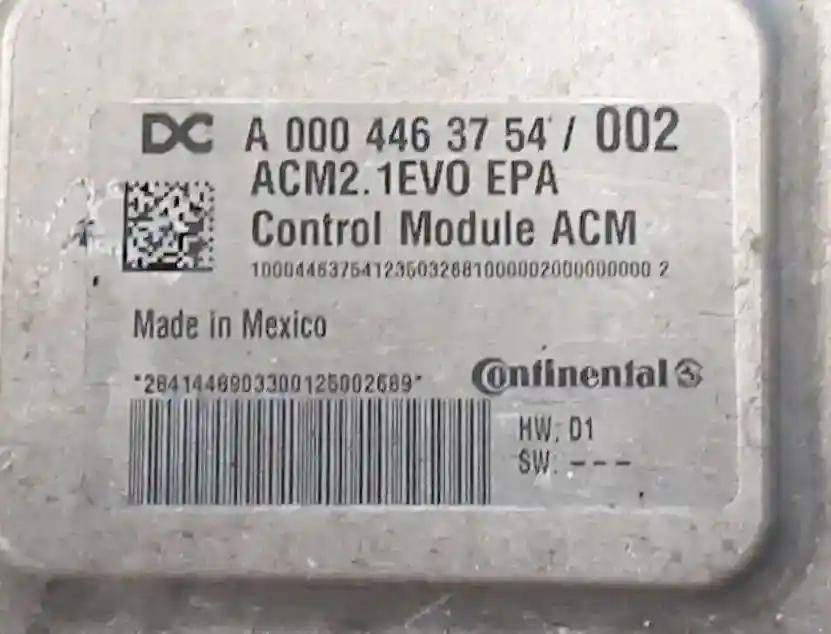 DC A 000 446 37 54 / 002
ACM2.1EVO EPA
Control Module ACM
10004463754123503268100000200000000 2
Made in Mexico
*2841446903300125002689*
Continental
HW: D1
SW: ---